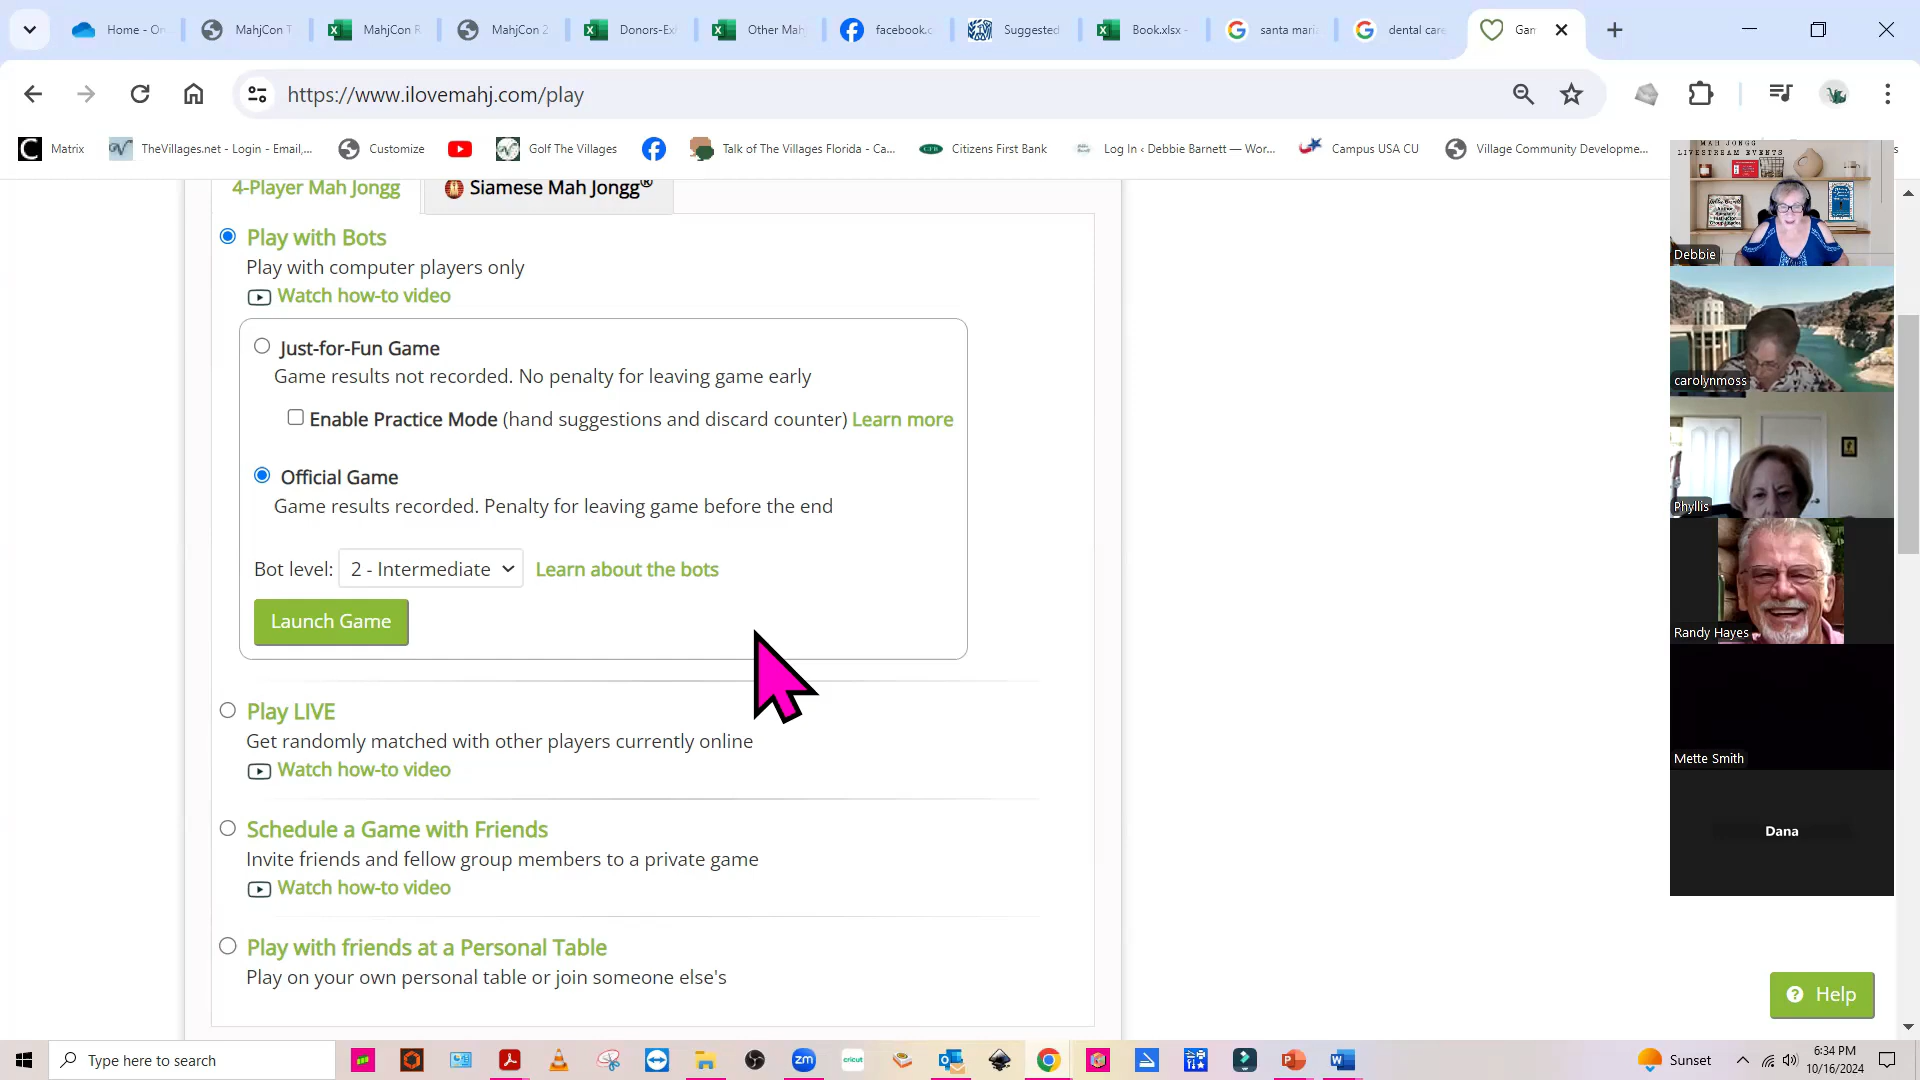 Home - On
MahjCon T
MahjCon R
MahjCon 2
Donors-Ex
Other Mah
facebook.c
Suggested
Book.xlsx -
santa mari
dental care
Gar
https://www.ilovemahj.com/play
Matrix
TheVillages.net - Login - Email,...
Customize
Golf The Villages
Talk of The Villages Florida - Ca...
CFB
Citizens First Bank
Log In ‹ Debbie Barnett — Wor...
Campus USA CU
Village Community Developme...
4-Player Mah Jongg
Siamese Mah Jongg®
Play with Bots
Play with computer players only
Watch how-to video
Just-for-Fun Game
Game results not recorded. No penalty for leaving game early
Enable Practice Mode (hand suggestions and discard counter) Learn more
Official Game
Game results recorded. Penalty for leaving game before the end
Bot level: 2 - Intermediate Learn about the bots
Launch Game
Play LIVE
Get randomly matched with other players currently online
Watch how-to video
Schedule a Game with Friends
Invite friends and fellow group members to a private game
Watch how-to video
Play with friends at a Personal Table
Play on your own personal table or join someone else's
MAH JONGG
LIVESTREAM EVENTS
Debbie
carolynmoss
Phyllis
Randy Hayes
Mette Smith
Dana
Help
Type here to search
zm
cricut
Sunset
6:34 PM
10/16/2024